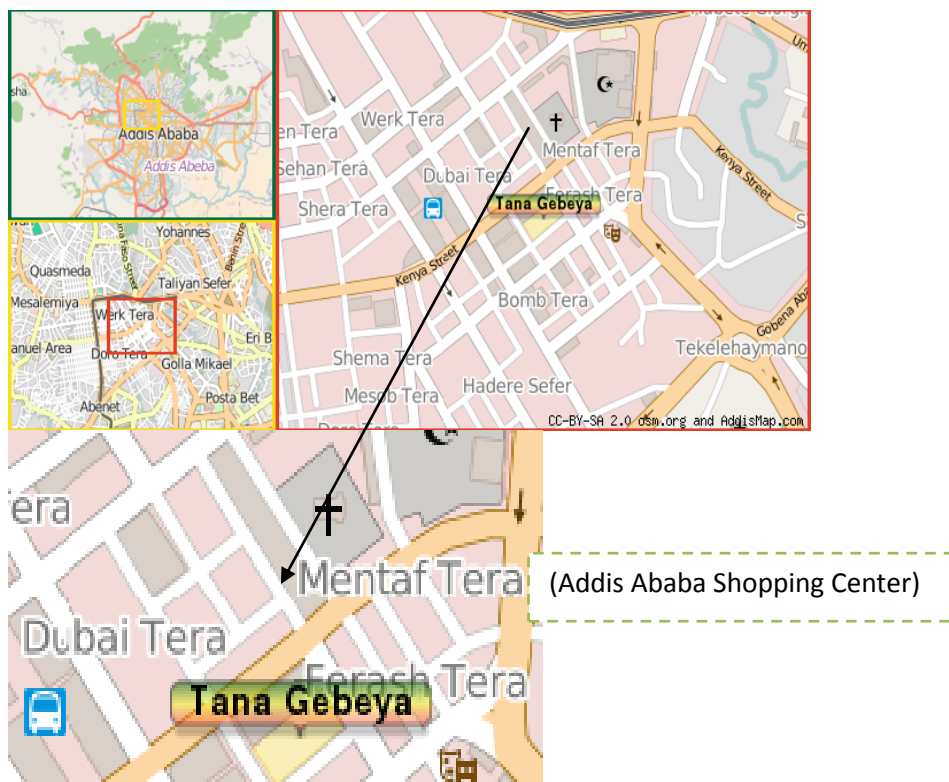 sha
Addis Ababa
Addis Abeba
Yohannes
Quasmeda
Benin Stre
Taliyan Sefer
Mesalemiya
Werk Tera
Eri B
anuel Area
Doro Tera
Golla Mikael
Abenet
Posta Bet
Werk Tera
en Tera
Mentaf Tera
Sehan Tera
Dubai Tera
Kenya Street
Ferash Tera
Shera Tera
Tana Gebeya
Kenya Street
Bomb Tera
Gobena Aba
Shema Tera
Tekelehaymano
Mesob Tera
Hadere Sefer
CC-BY-SA 2.0 osm.org and AddisMap.com
era
Mentaf Tera
(Addis Ababa Shopping Center)
Dubai Tera
Ferash Tera
Tana Gebeya